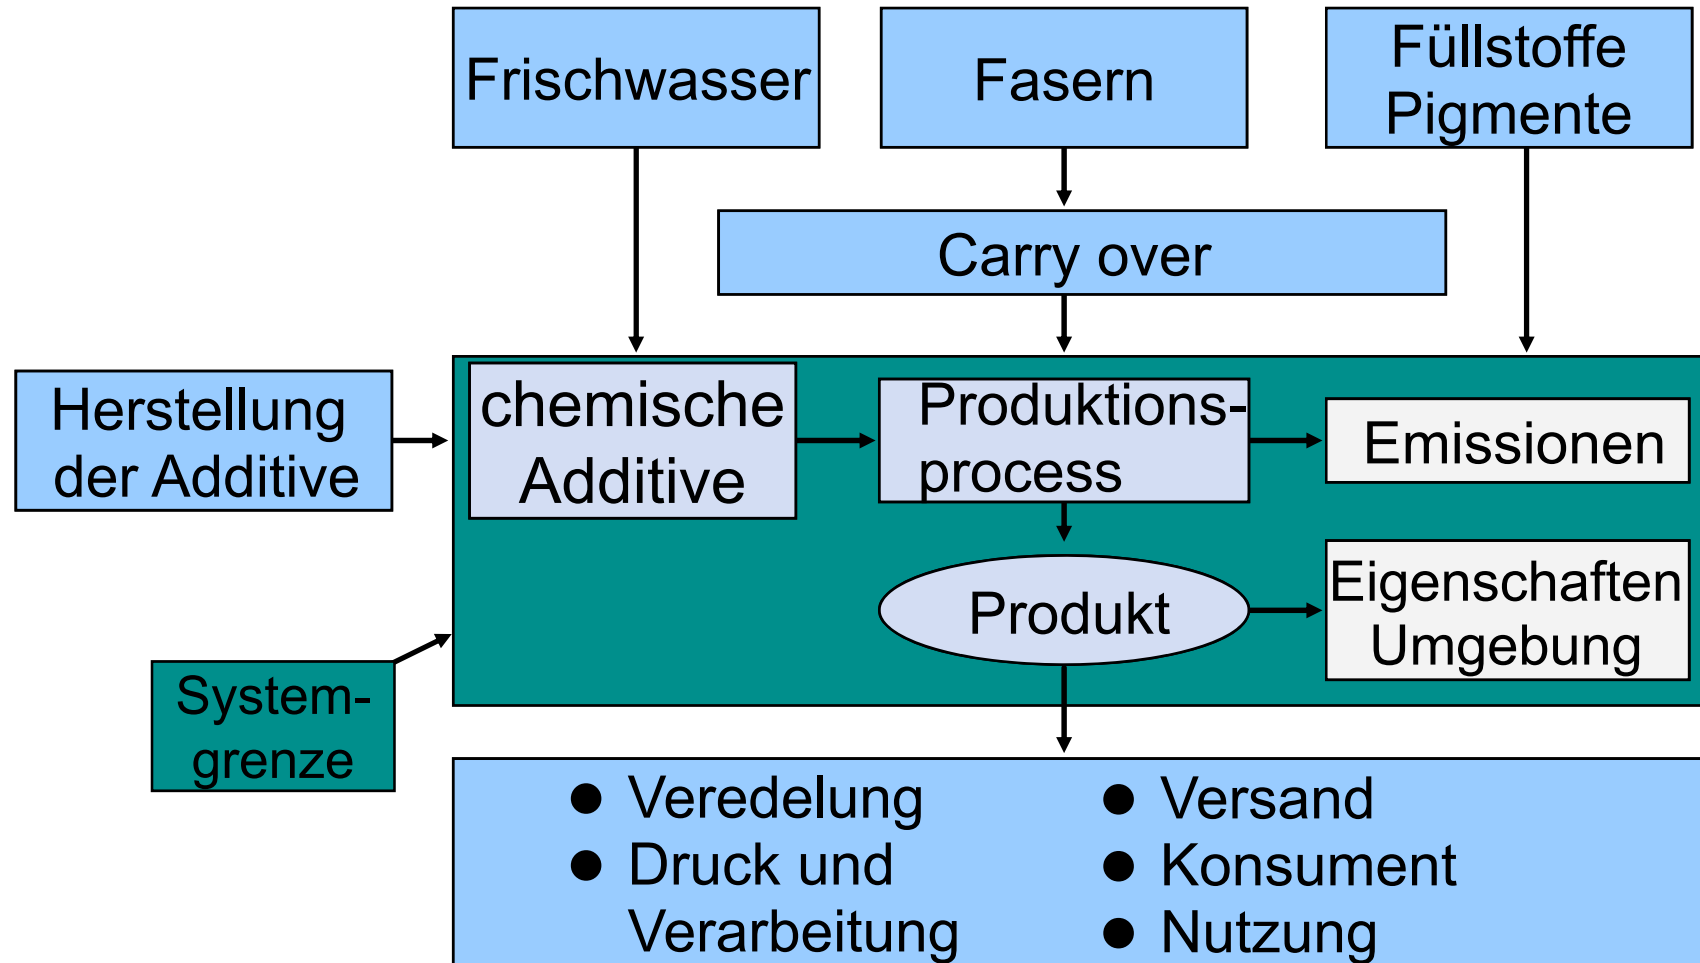 Frischwasser
Fasern
Füllstoffe
Pigmente
Carry over
Herstellung
der Additive
chemische
Additive
Produktions-
process
Emissionen
Produkt
Eigenschaften
Umgebung
System-
grenze
● Veredelung
● Druck und
Verarbeitung
● Versand
● Konsument
● Nutzung